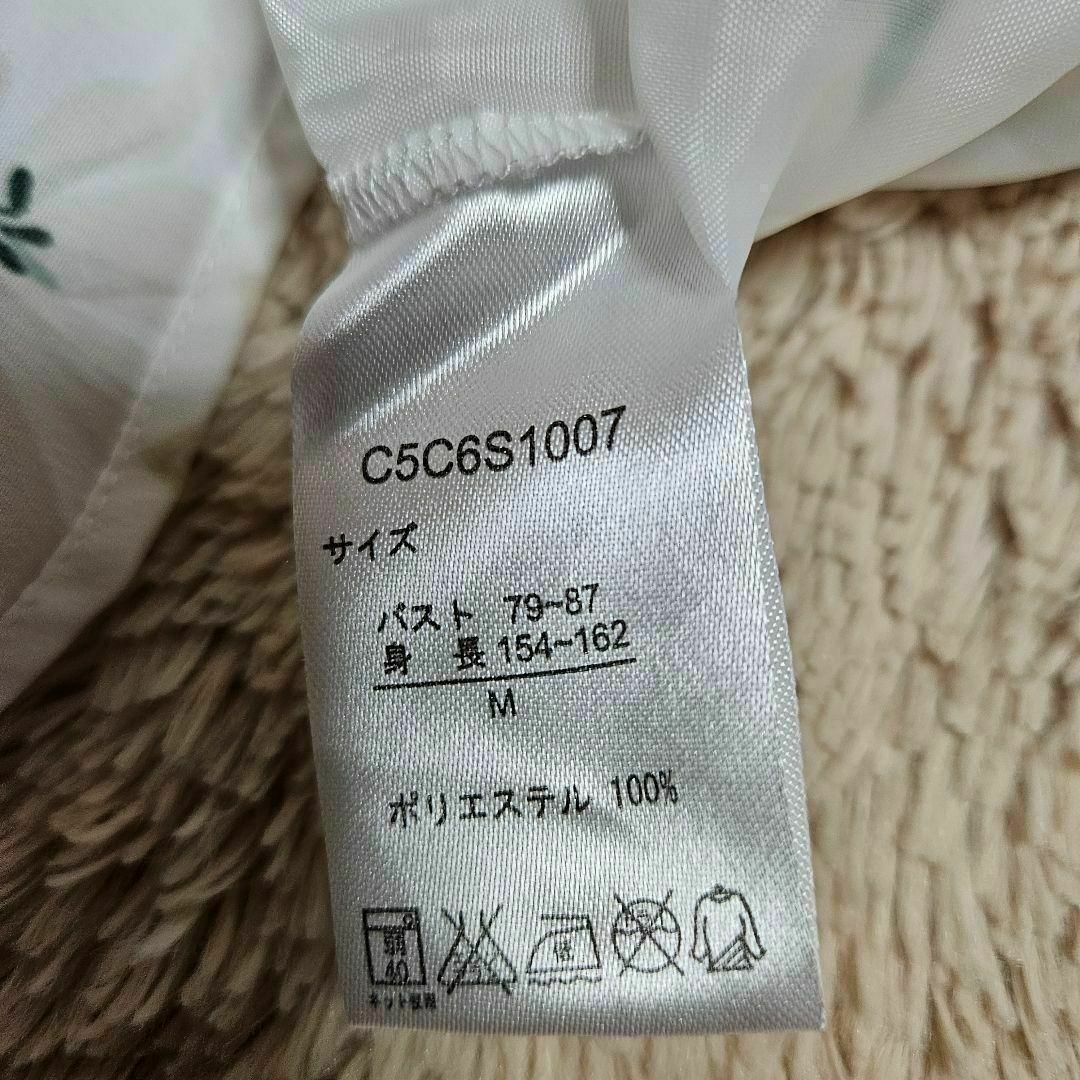 C5C6S1007
サイズ
バスト 79~87
身 長 154~162
M
ポリエステル 100%
弱
40
ネット使用